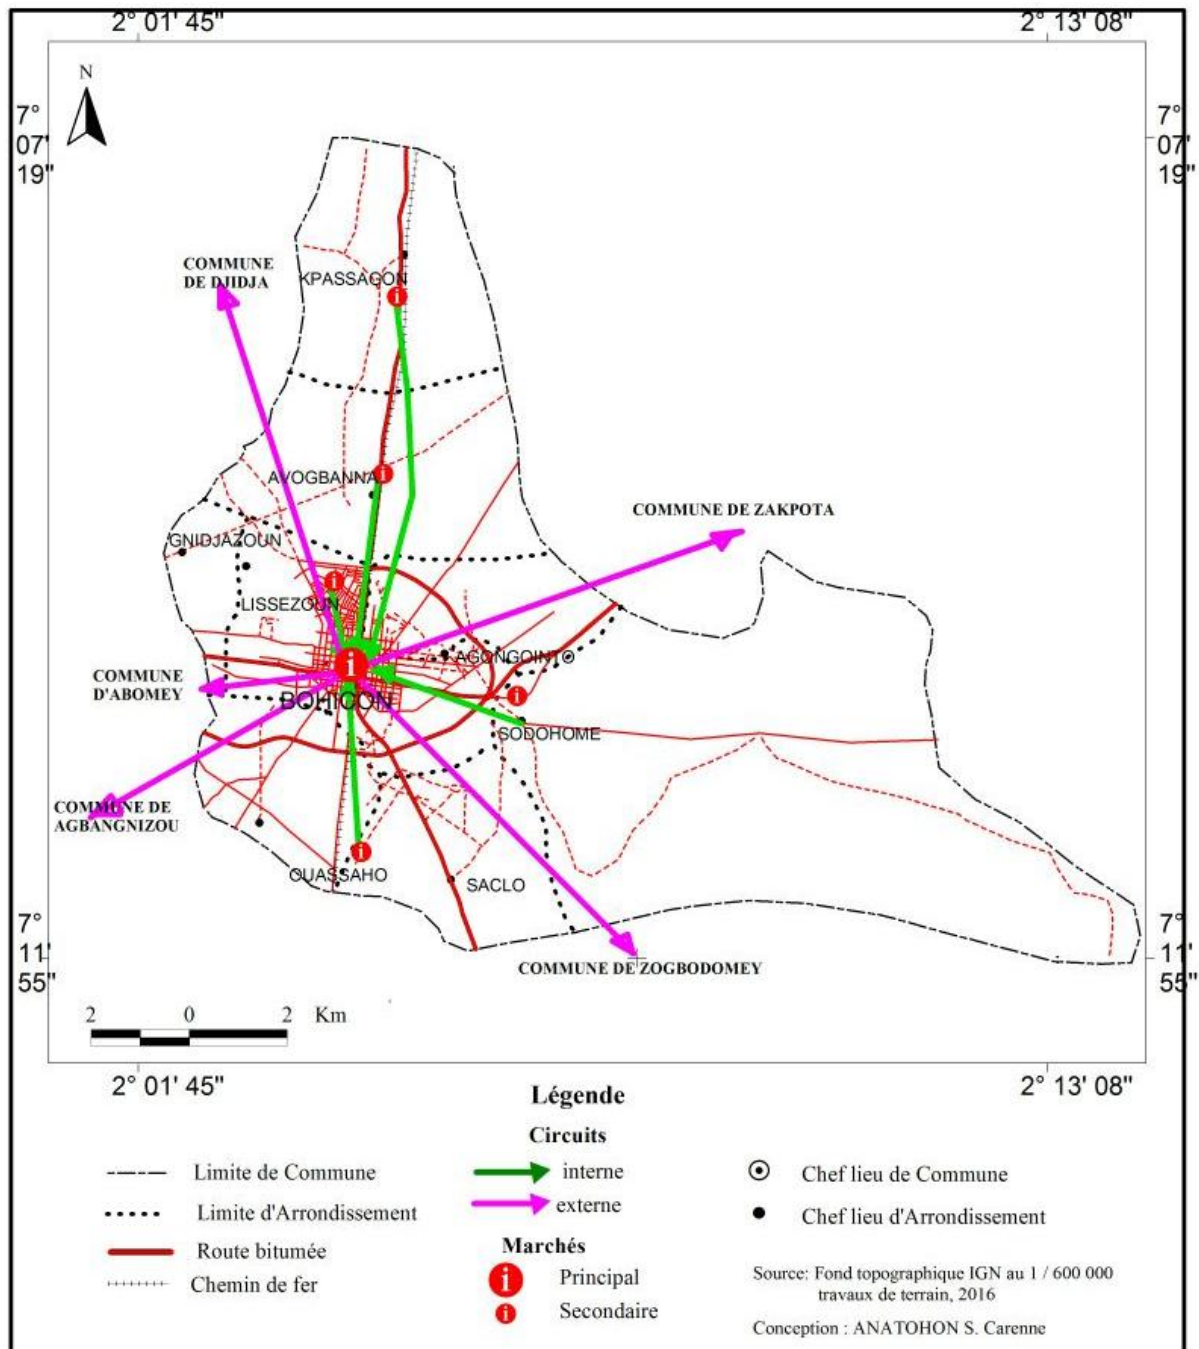 2° 01' 45"
2° 13' 08"
N
7°
07'
19"
7°
07'
19"
COMMUNE
DE DJIDJA
KPASSAGON
AVOGBANNA
COMMUNE DE ZAKPOTA
GNIDJAZOUN
LISSEZOUN
AGONGOINTO
COMMUNE
D'ABOMEY
BOHICON
SODOHOME
COMMUNE DE
AGBANGNIZOU
OUASSAHO
SACLO
7°
11'
55"
7°
11'
55"
COMMUNE DE ZOGBODOMEY
2 0 2 Km
2° 01' 45"
2° 13' 08"
Légende
Circuits
Limite de Commune
interne
Chef lieu de Commune
Limite d'Arrondissement
externe
Chef lieu d'Arrondissement
Route bitumée
Marchés
Chemin de fer
i Principal
i Secondaire
Source: Fond topographique IGN au 1 / 600 000
travaux de terrain, 2016
Conception : ANATOHON S. Carenne